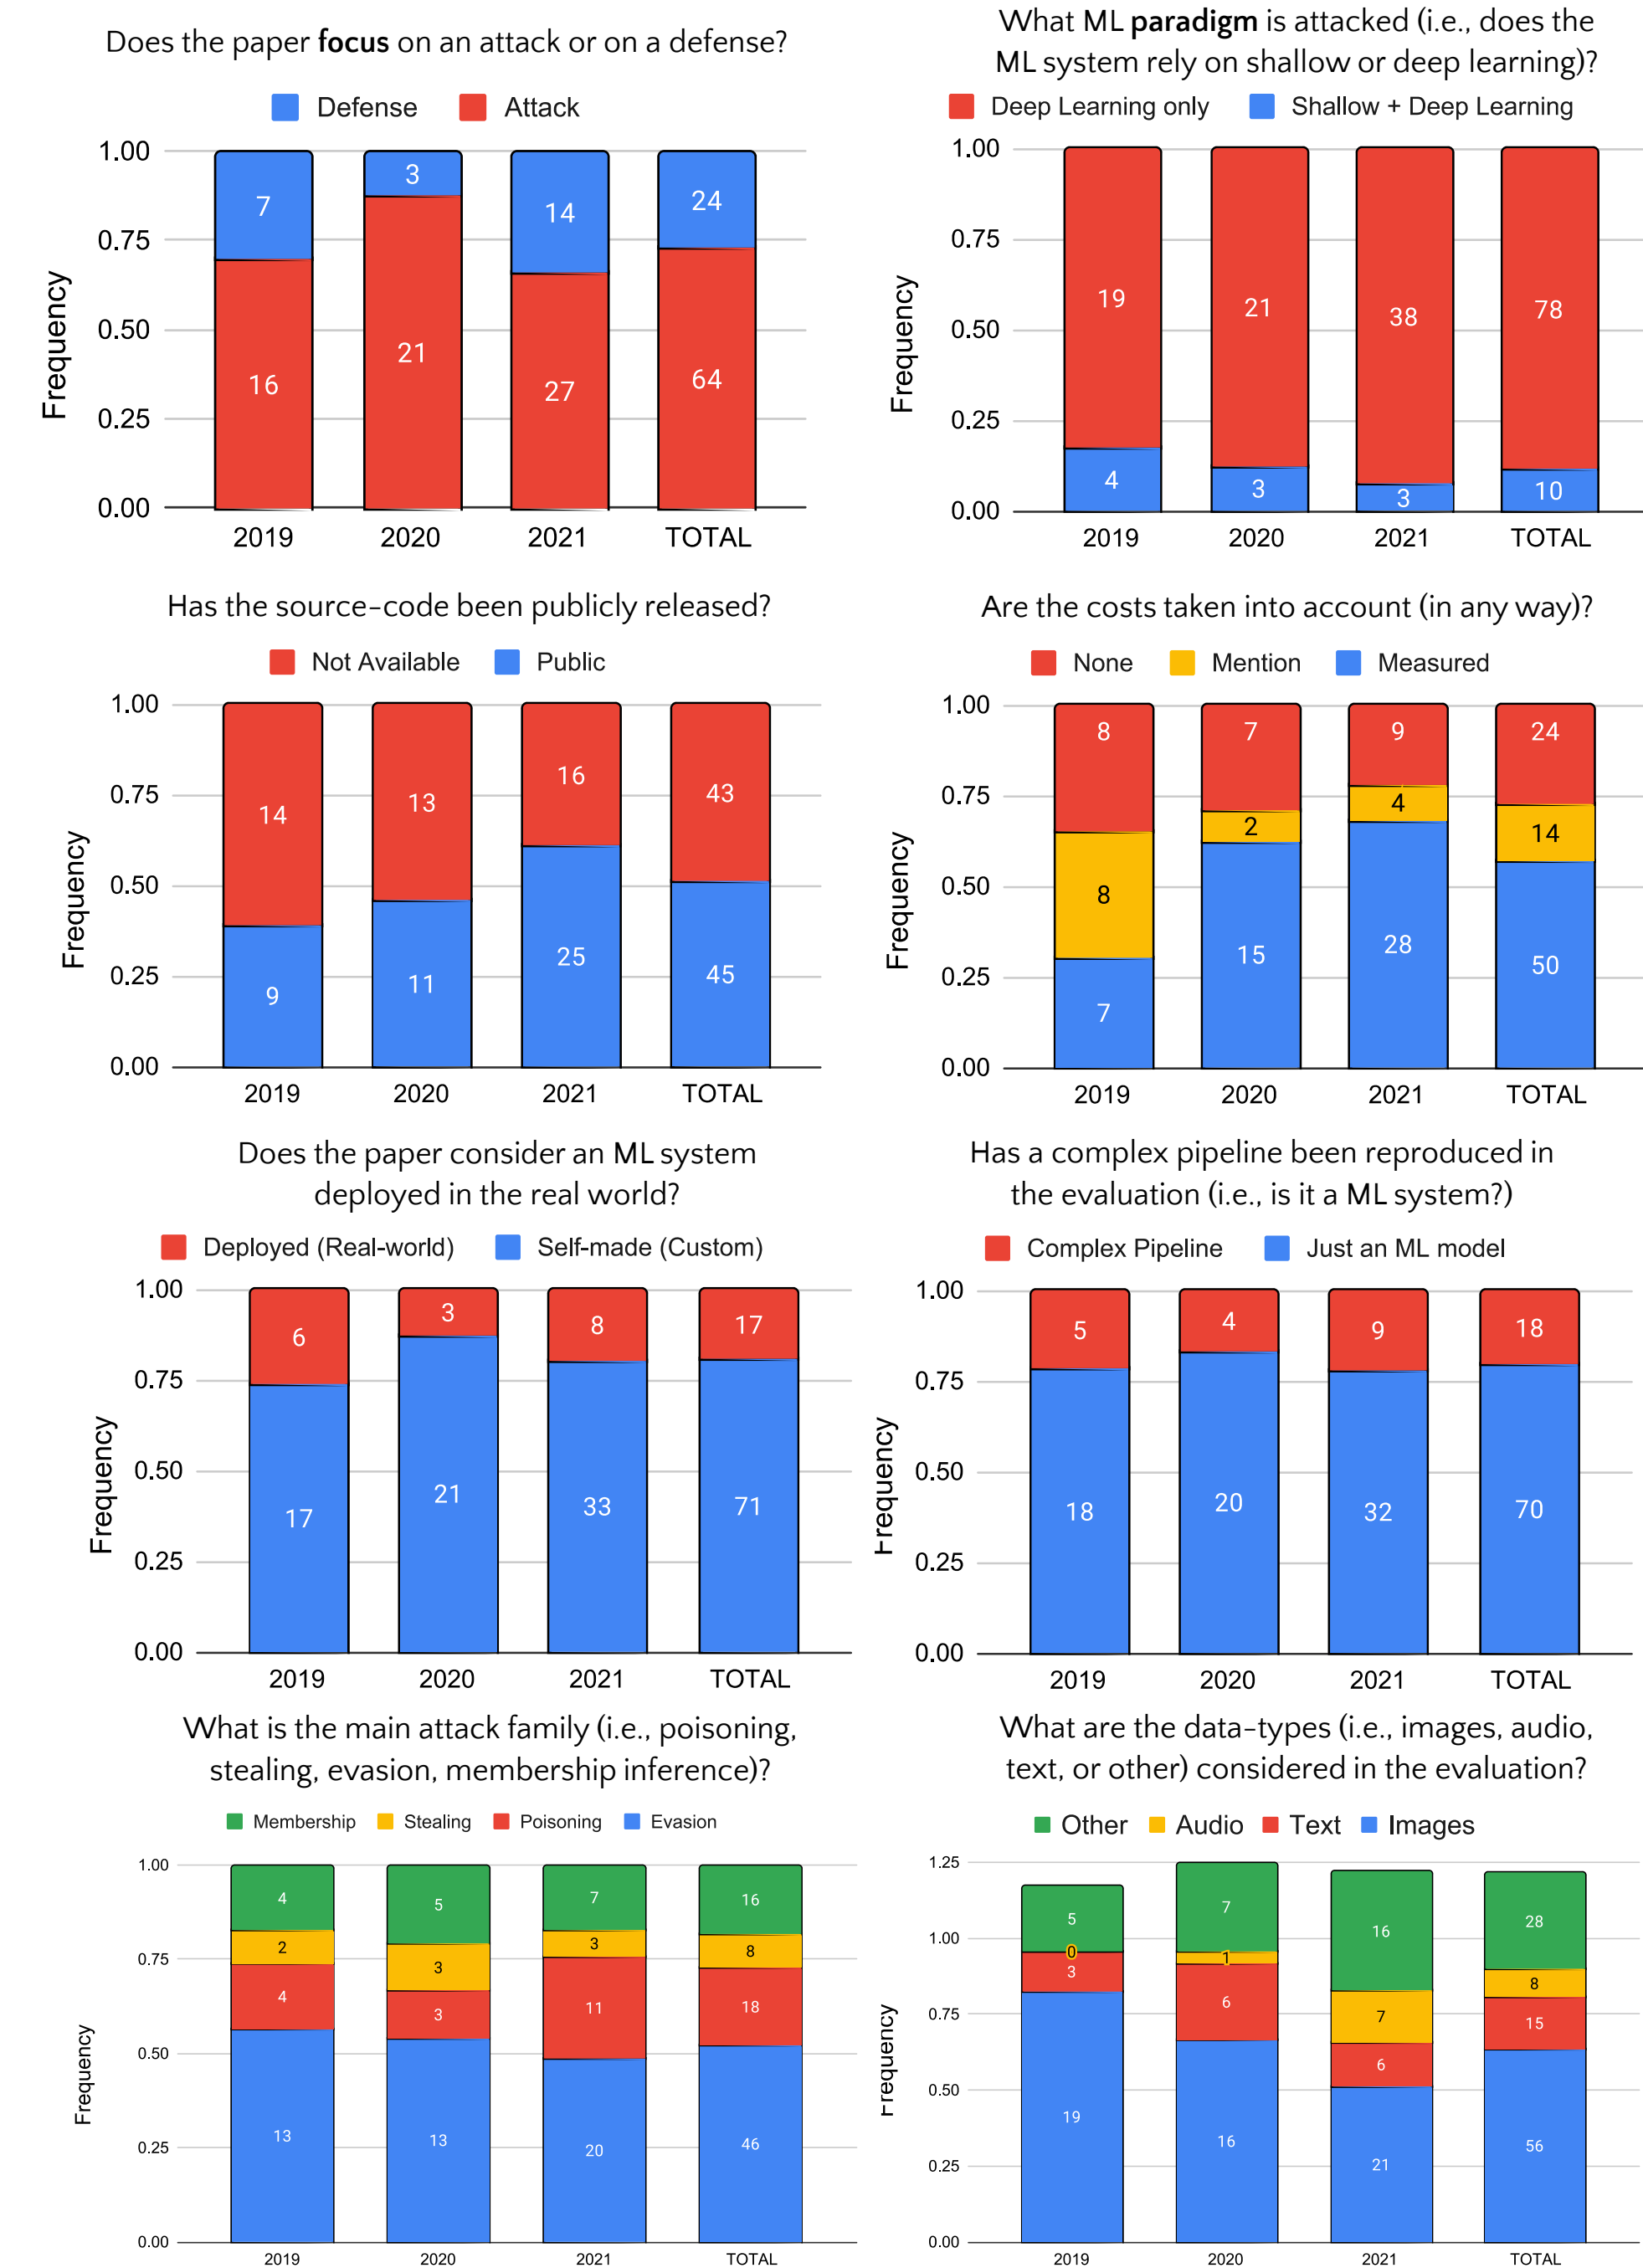 Does the paper focus on an attack or on a defense?
Defense Attack
1.00
0.75
0.50
0.25
0.00
Frequency
7 3 14 24
16 21 27 64
2019 2020 2021 TOTAL
What ML paradigm is attacked (i.e., does the
ML system rely on shallow or deep learning)?
Deep Learning only Shallow + Deep Learning
1.00
0.75
0.50
0.25
0.00
Frequency
19 21 38 78
4 3 3 10
2019 2020 2021 TOTAL
Has the source-code been publicly released?
Not Available Public
1.00
0.75
0.50
0.25
0.00
Frequency
14 13 16 43
9 11 25 45
2019 2020 2021 TOTAL
Are the costs taken into account (in any way)?
None Mention Measured
1.00
0.75
0.50
0.25
0.00
Frequency
8 7 9 24
8 2 4 14
7 15 28 50
2019 2020 2021 TOTAL
Does the paper consider an ML system
deployed in the real world?
Deployed (Real-world) Self-made (Custom)
1.00
0.75
0.50
0.25
0.00
Frequency
6 3 8 17
17 21 33 71
2019 2020 2021 TOTAL
Has a complex pipeline been reproduced in
the evaluation (i.e., is it a ML system?)
Complex Pipeline Just an ML model
1.00
0.75
0.50
0.25
0.00
Frequency
5 4 9 18
18 20 32 70
2019 2020 2021 TOTAL
What is the main attack family (i.e., poisoning,
stealing, evasion, membership inference)?
Membership Stealing Poisoning Evasion
1.00
0.75
0.50
0.25
0.00
Frequency
4 5 7 16
2 3 3 8
4 3 11 18
13 13 20 46
2019 2020 2021 TOTAL
What are the data-types (i.e., images, audio,
text, or other) considered in the evaluation?
Other Audio Text Images
1.25
1.00
0.75
0.50
0.25
0.00
Frequency
5 7 16 28
0 1 7 8
3 6 6 15
19 16 21 56
2019 2020 2021 TOTAL